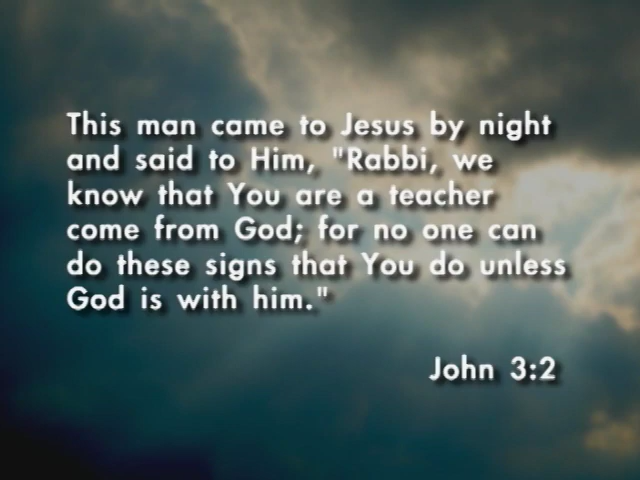 This man came to Jesus by night
and said to Him, "Rabbi, we
know that You are a teacher
come from God; for no one can
do these signs that You do unless
God is with him."
John 3:2